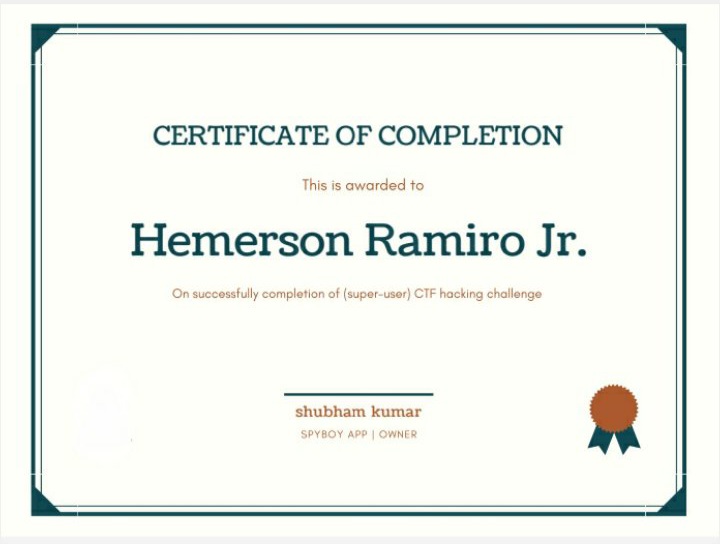 CERTIFICATE OF COMPLETION
This is awarded to
Hemerson Ramiro Jr.
On successfully completion of (super-user) CTF hacking challenge
shubham kumar
SPYBOY APP | OWNER